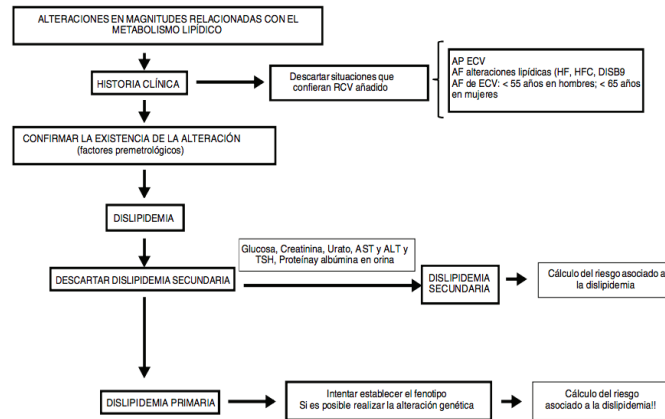 ALTERACIONES EN MAGNITUDES RELACIONADAS CON EL
METABOLISMO LIPÍDICO
HISTORIA CLÍNICA
Descartar situaciones que
confieran RCV añadido
AP ECV
AF alteraciones lipídicas (HF, HFC, DISB9
AF de ECV: < 55 años en hombres; < 65 años
en mujeres
CONFIRMAR LA EXISTENCIA DE LA ALTERACIÓN
(factores premetrológicos)
DISLIPIDEMIA
Glucosa, Creatinina, Urato, AST y ALT y
TSH, Proteínay albúmina en orina
DESCARTAR DISLIPIDEMIA SECUNDARIA
DISLIPIDEMIA
SECUNDARIA
Cálculo del riesgo asociado a
la dislipidemia
DISLIPIDEMIA PRIMARIA
Intentar establecer el fenotipo
Si es posible realizar la alteración genética
Cálculo del riesgo
asociado a la dislipidemia!!